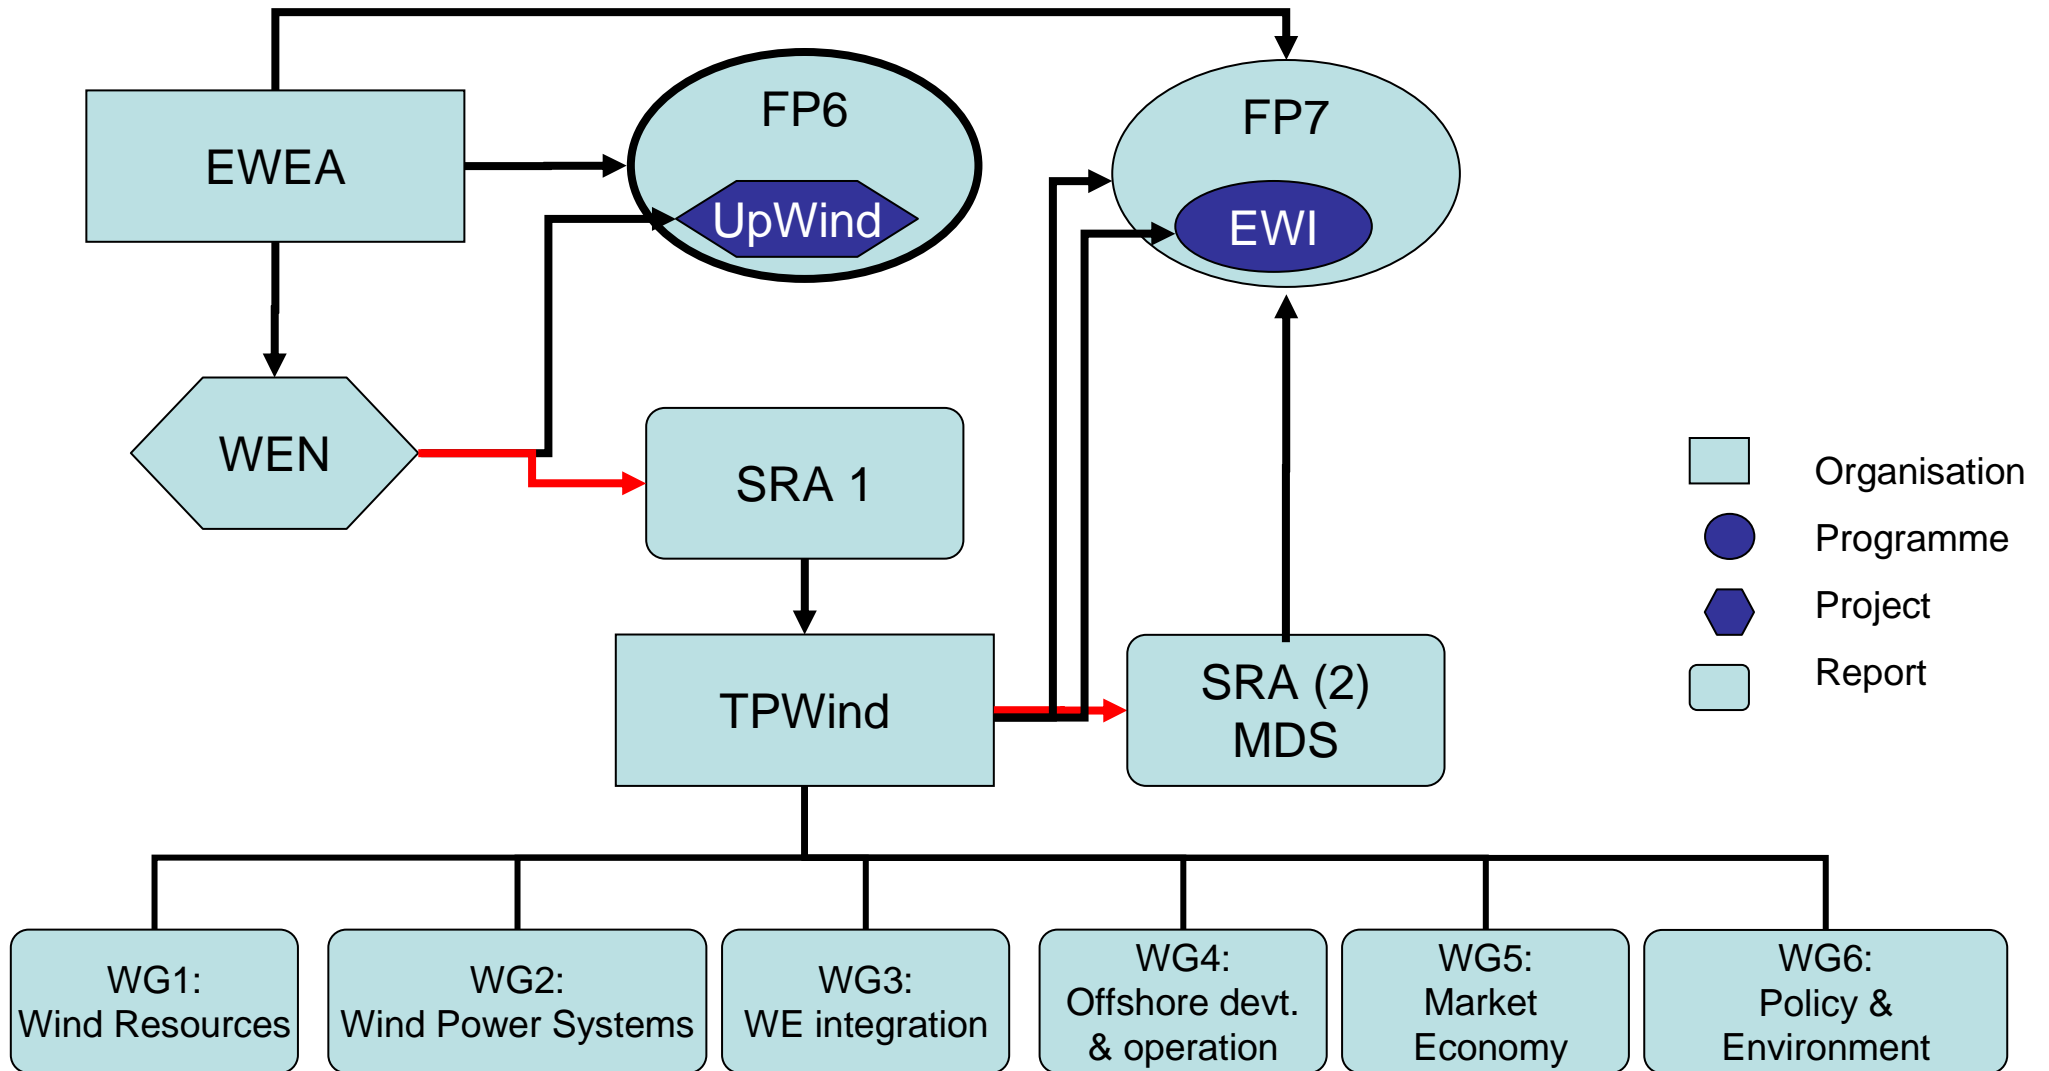 FP6
FP7
EWEA
UpWind
EWI
WEN
SRA 1
Organisation
Programme
Project
Report
TPWind
SRA (2)
MDS
WG1:
Wind Resources
WG2:
Wind Power Systems
WG3:
WE integration
WG4:
Offshore devt.
& operation
WG5:
Market
Economy
WG6:
Policy &
Environment